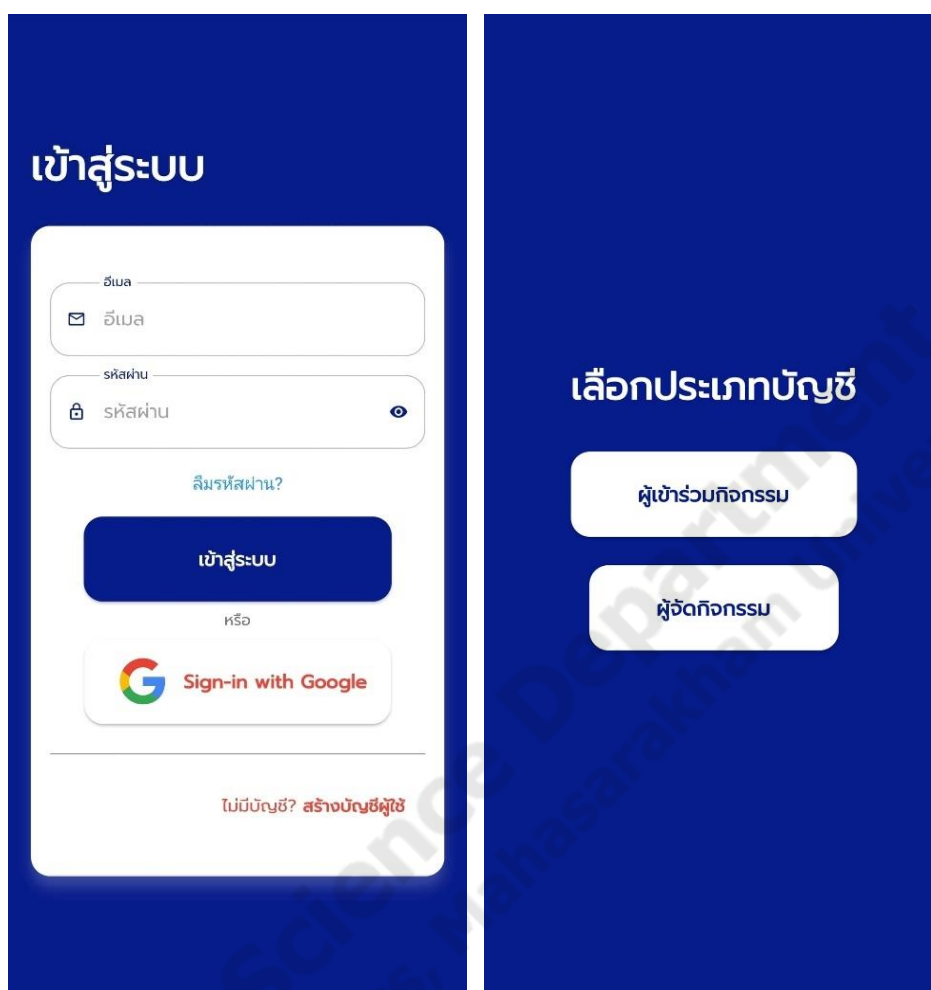 เข้าสู่ระบบ
อีเมล
อีเมล
รหัสผ่าน
รหัสผ่าน
ลืมรหัสผ่าน?
เข้าสู่ระบบ
หรือ
Sign-in with Google
ไม่มีบัญชี? สร้างบัญชีผู้ใช้
เลือกประเภทบัญชี
ผู้เข้าร่วมกิจกรรม
ผู้จัดกิจกรรม
Science Department
Mahasarakham Unive